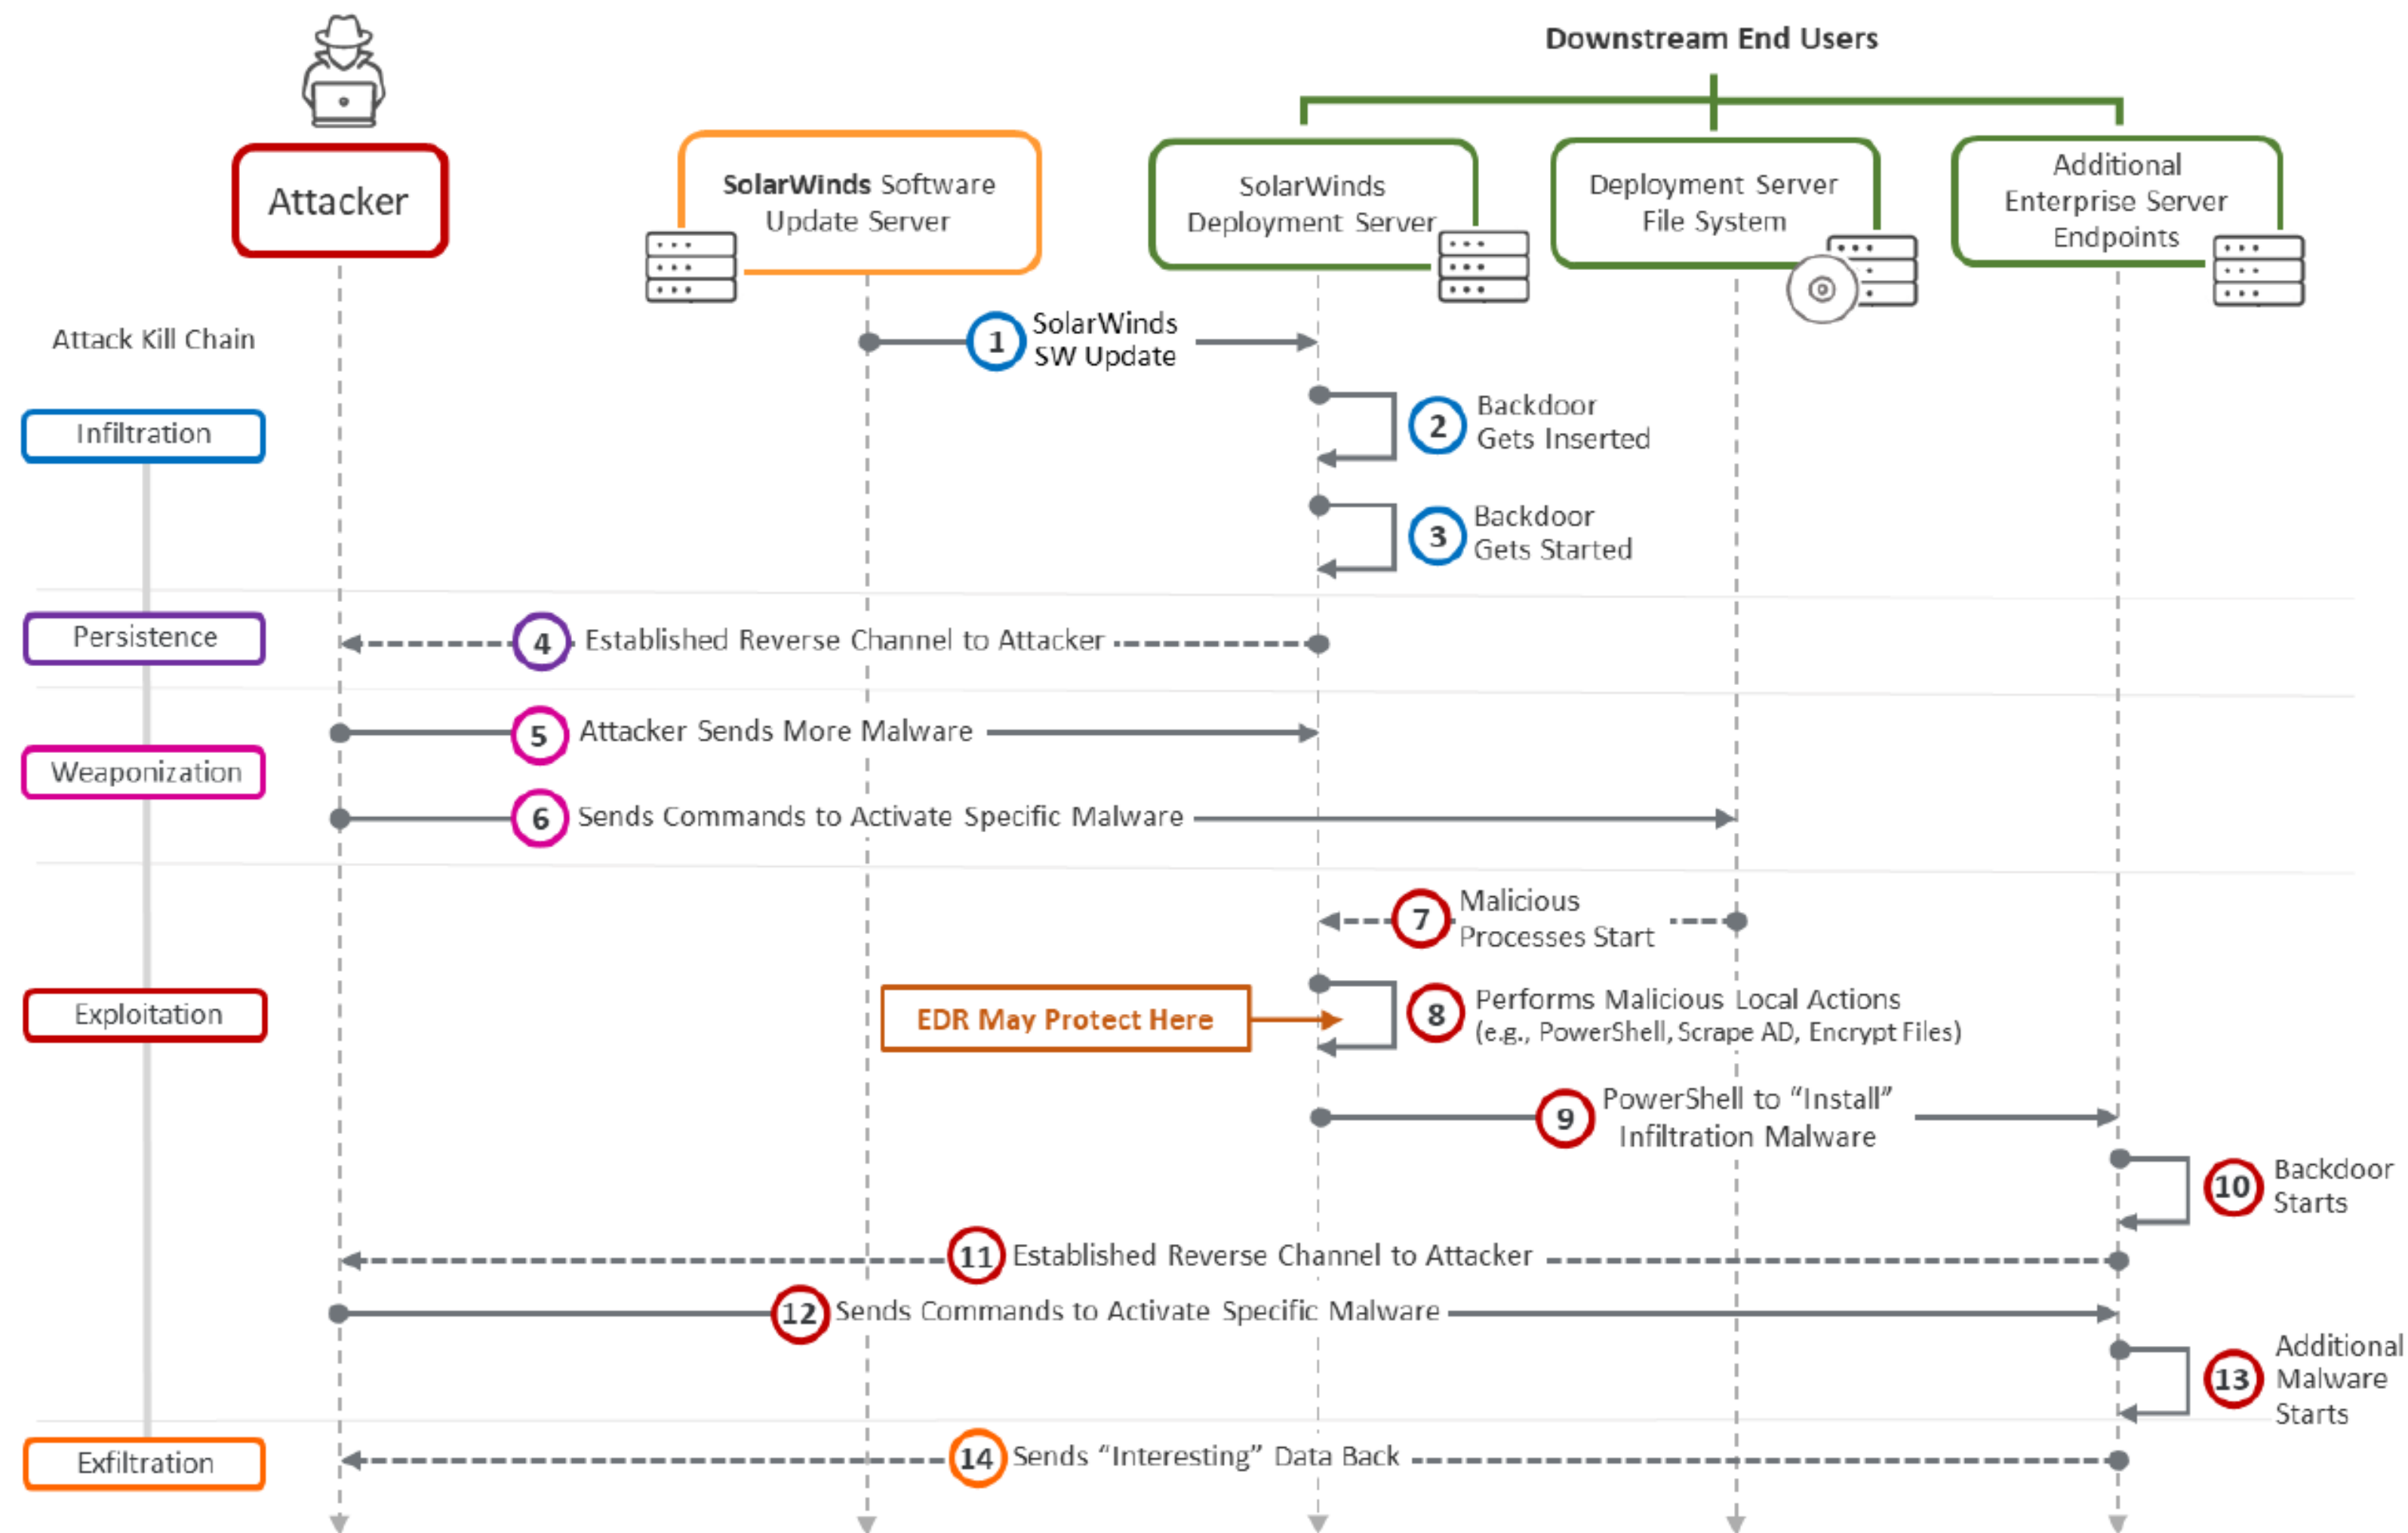 Downstream End Users
Attacker
SolarWinds Software
Update Server
SolarWinds
Deployment Server
Deployment Server
File System
Additional
Enterprise Server
Endpoints
Attack Kill Chain
1
SolarWinds
SW Update
Infiltration
2
Backdoor
Gets Inserted
3
Backdoor
Gets Started
Persistence
4
Established Reverse Channel to Attacker
5
Attacker Sends More Malware
Weaponization
6
Sends Commands to Activate Specific Malware
7
Malicious
Processes Start
Exploitation
EDR May Protect Here
8
Performs Malicious Local Actions
(e.g., PowerShell, Scrape AD, Encrypt Files)
9
PowerShell to “Install”
Infiltration Malware
10
Backdoor
Starts
11
Established Reverse Channel to Attacker
12
Sends Commands to Activate Specific Malware
13
Additional
Malware
Starts
Exfiltration
14
Sends “Interesting” Data Back